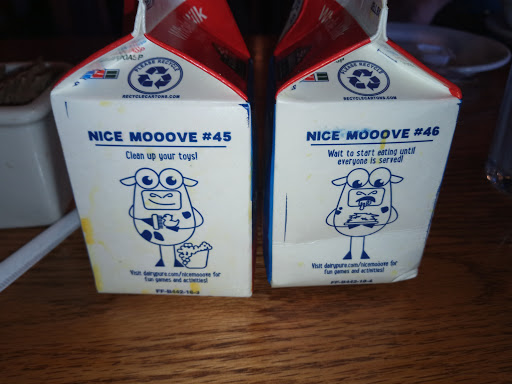 PLEASE RECYCLE
RECYCLECARTONS.COM
NICE MOOOVE #45
Clean up your toys!
Visit dairypure.com/nicemooove for
fun games and activities!
PLEASE RECYCLE
RECYCLECARTONS.COM
NICE MOOOVE #46
Wait to start eating until
everyone is served!
Visit dairypure.com/nicemooove for
fun games and activities!